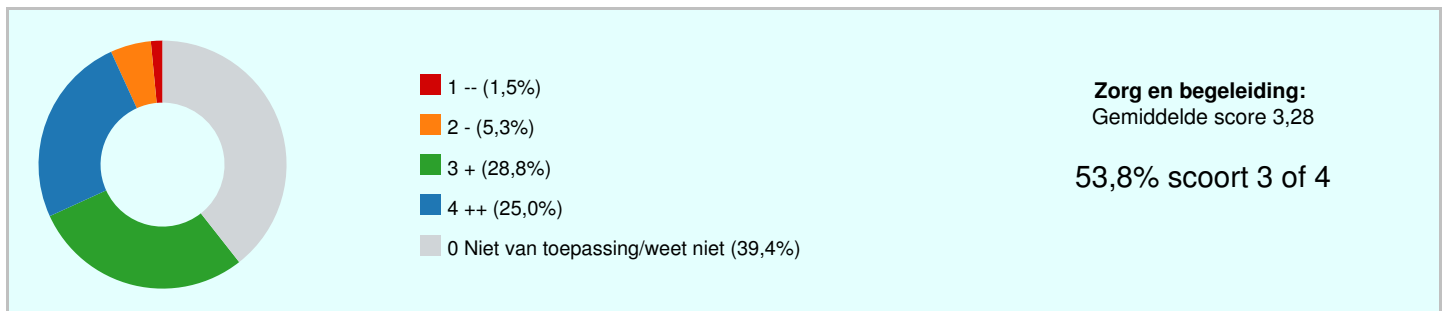 1 -- (1,5%)
2 - (5,3%)
3 + (28,8%)
4 ++ (25,0%)
0 Niet van toepassing/weet niet (39,4%)
Zorg en begeleiding:
Gemiddelde score 3,28
53,8% scoort 3 of 4